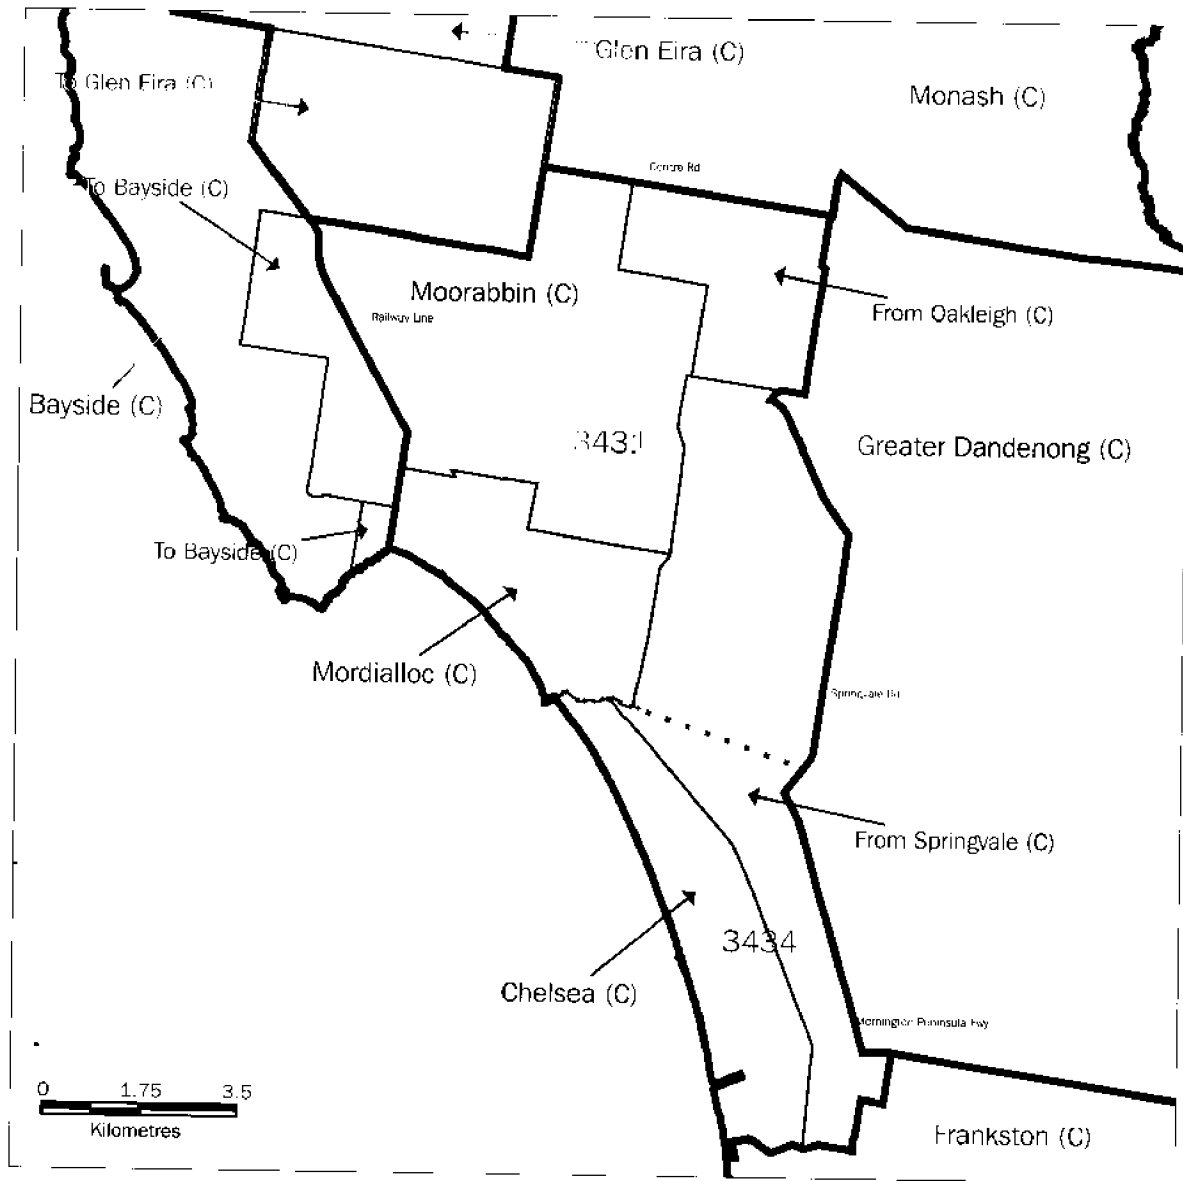 Glen Eira (C)
To Glen Eira (C)
Monash (C)
Centre Rd
To Bayside (C)
Moorabbin (C)
From Oakleigh (C)
Railway Line
Bayside (C)
3431
Greater Dandenong (C)
To Bayside (C)
Mordialloc (C)
Springvale Rd
From Springvale (C)
3434
Chelsea (C)
Mornington Peninsula Fwy
0 1.75 3.5
Kilometres
Frankston (C)